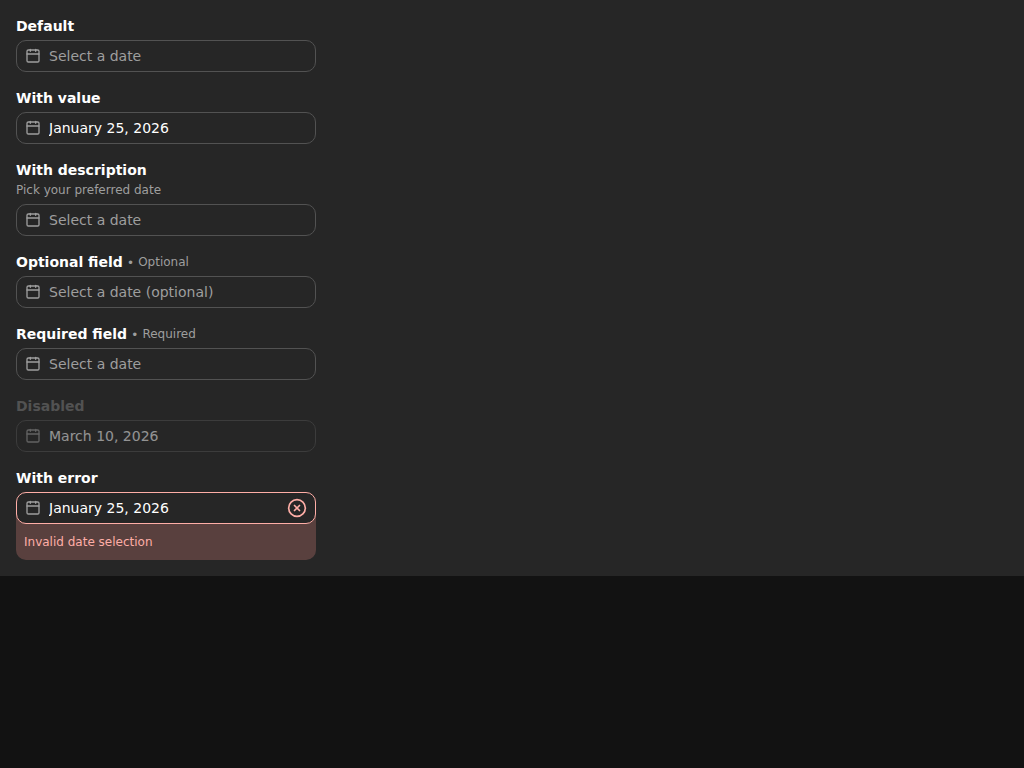 Default
Select a date
With value
January 25, 2026
With description
Pick your preferred date
Select a date
Optional field • Optional
Select a date (optional)
Required field • Required
Select a date
Disabled
March 10, 2026
With error
January 25, 2026
Invalid date selection